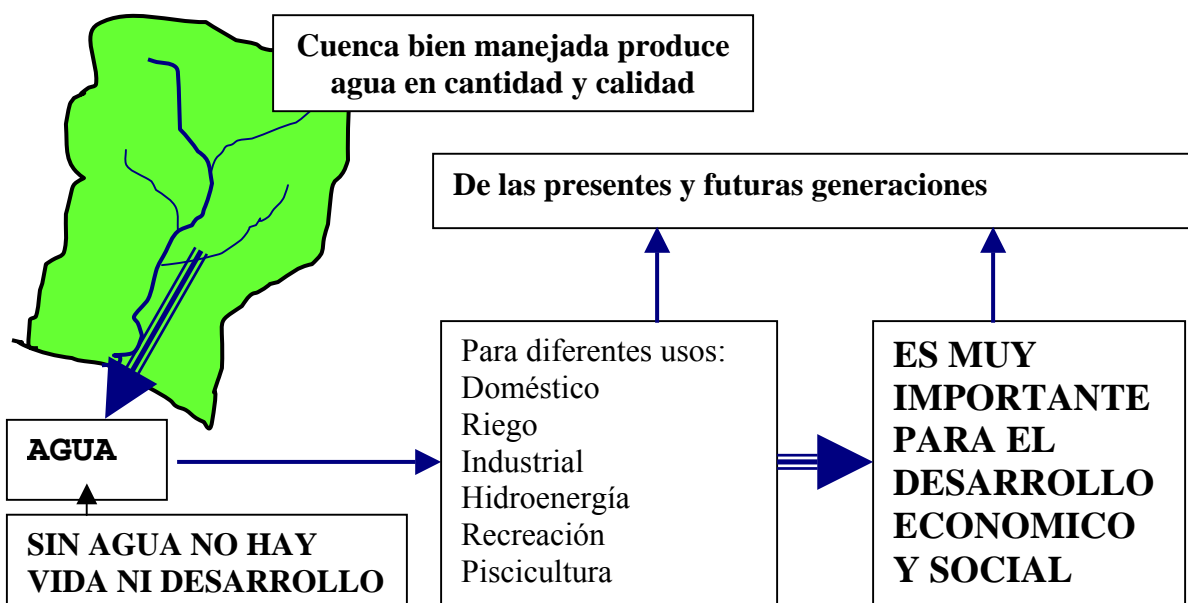 Cuenca bien manejada produce
agua en cantidad y calidad
De las presentes y futuras generaciones
AGUA
SIN AGUA NO HAY
VIDA NI DESARROLLO
Para diferentes usos:
Doméstico
Riego
Industrial
Hidroenergía
Recreación
Piscicultura
ES MUY
IMPORTANTE
PARA EL
DESARROLLO
ECONOMICO
Y SOCIAL